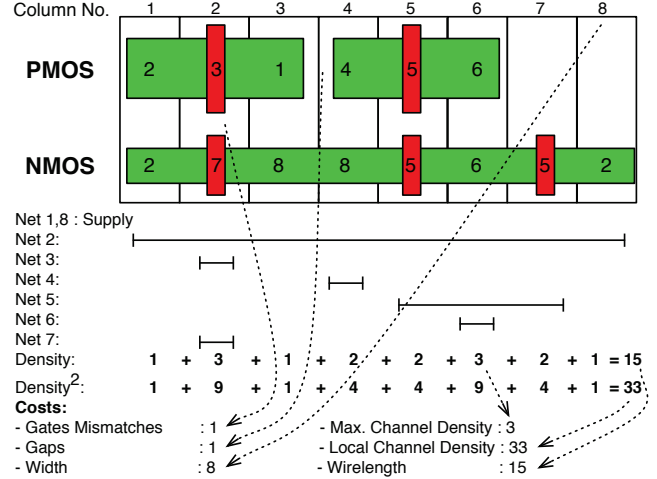 Column No. 1 2 3 4 5 6 7 8
PMOS 2 3 1 4 5 6
NMOS 2 7 8 8 5 6 5 2
Net 1,8 : Supply
Net 2:
Net 3:
Net 4:
Net 5:
Net 6:
Net 7:
Density: 1 + 3 + 1 + 2 + 2 + 3 + 2 + 1 = 15
Density2: 1 + 9 + 1 + 4 + 4 + 9 + 4 + 1 = 33
Costs:
- Gates Mismatches : 1 - Max. Channel Density : 3
- Gaps : 1 - Local Channel Density : 33
- Width : 8 - Wirelength : 15